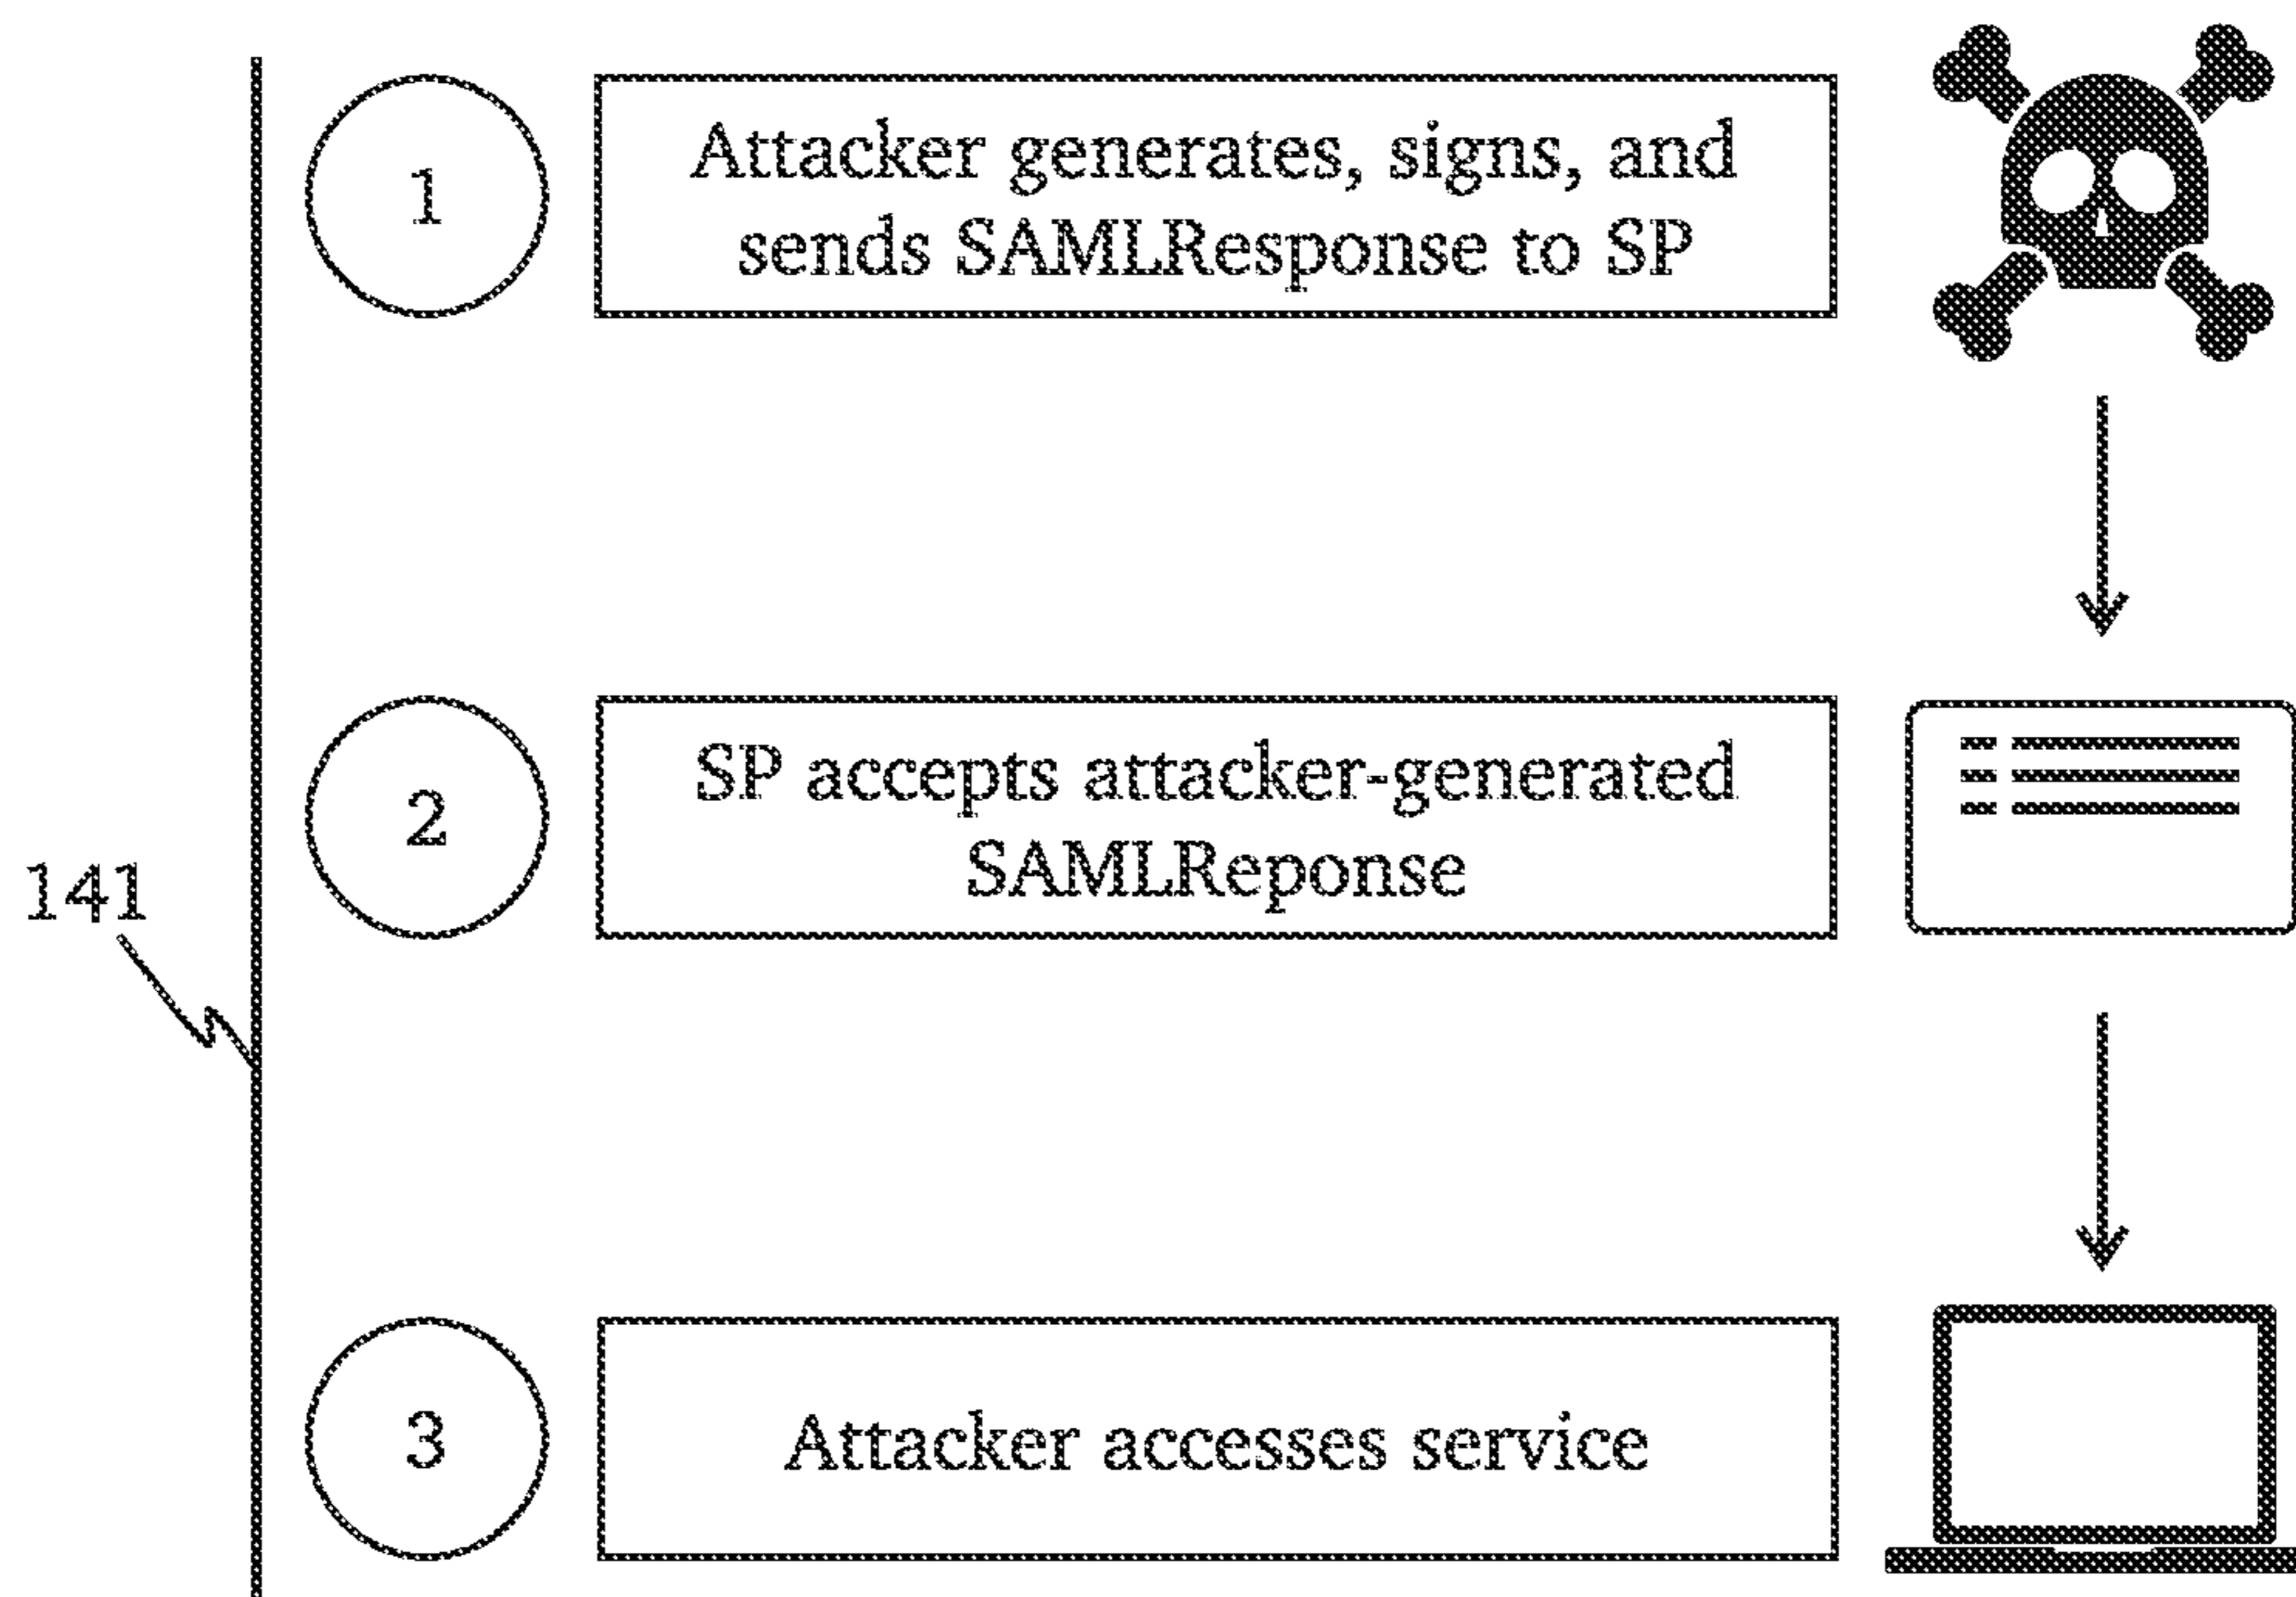 1
Attacker generates, signs, and
sends SAMLResponse to SP
2
SP accepts attacker-generated
SAMLReponse
141
3
Attacker accesses service